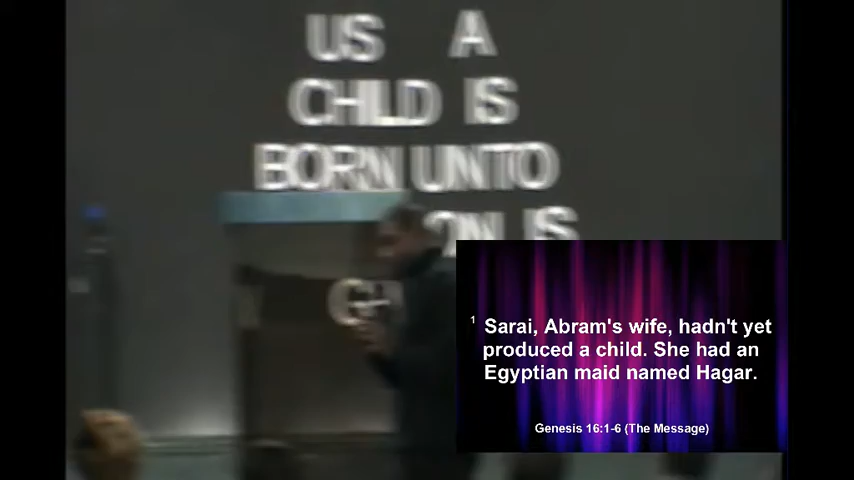 US A
CHILD IS
BORN UNTO
IS
1 Sarai, Abram's wife, hadn't yet
produced a child. She had an
Egyptian maid named Hagar.
Genesis 16:1-6 (The Message)